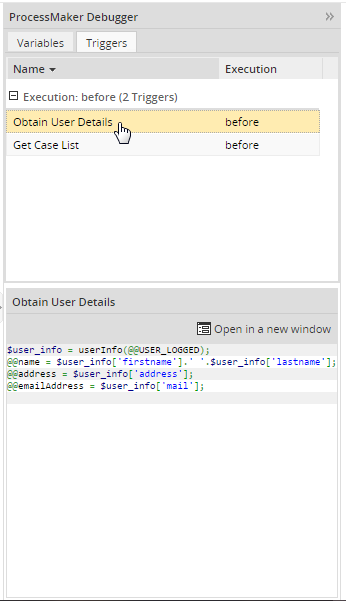 ProcessMaker Debugger »
Variables Triggers
Name Execution
Execution: before (2 Triggers)
Obtain User Details before
Get Case List before
Obtain User Details
Open in a new window
$user_info = userInfo(@@USER_LOGGED);
@@name = $user_info['firstname'].' '.$user_info['lastname'];
@@address = $user_info['address'];
@@emailAddress = $user_info['mail'];